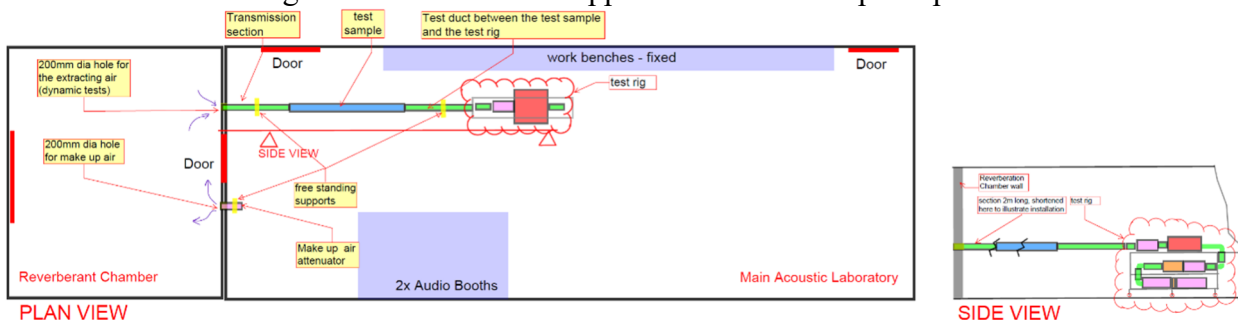 Transmission
section
test
sample
Test duct between the test sample
and the test rig
200mm dia hole for
the extracting air
(dynamic tests)
Door
work benches - fixed
Door
test rig
200mm dia hole
for make up air
Door
SIDE VIEW
free standing
supports
Make up air
attenuator
2x Audio Booths
Reverberant Chamber
Main Acoustic Laboratory
PLAN VIEW
Reverberation
Chamber wall
section 2m long, shortened
here to illustrate installation
test rig
SIDE VIEW